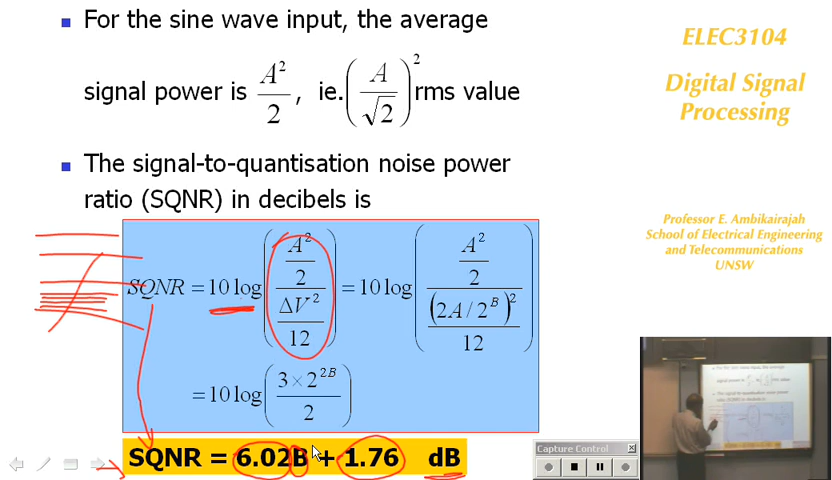 For the sine wave input, the average
signal power is A²/2, ie.(A/√2)² rms value
The signal-to-quantisation noise power
ratio (SQNR) in decibels is
SQNR = 10 log((A²/2)/(ΔV²/12)) = 10 log((A²/2)/((2A/2^B)²/12))
= 10 log((3 × 2^2B)/2)
SQNR = 6.02B + 1.76 dB
ELEC3104
Digital Signal
Processing
Professor E. Ambikairajah
School of Electrical Engineering
and Telecommunications
UNSW
Capture Control